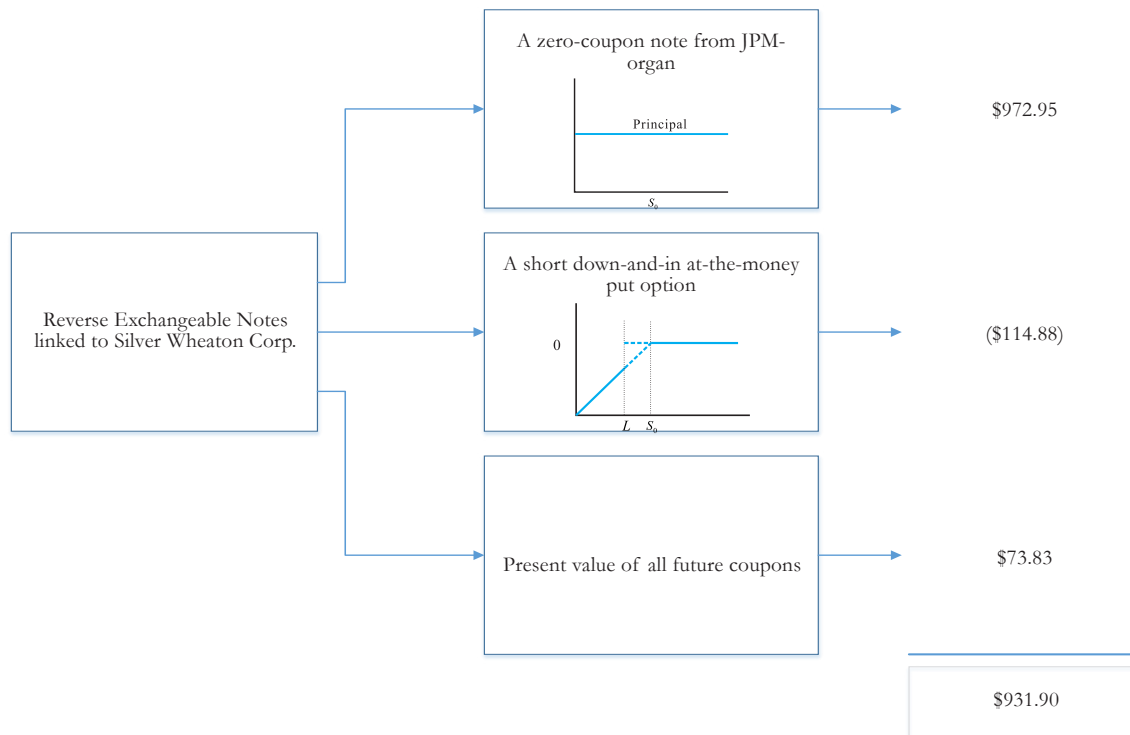 A zero-coupon note from JPM-
organ
Principal
S₀
$972.95
Reverse Exchangeable Notes
linked to Silver Wheaton Corp.
A short down-and-in at-the-money
put option
0
L S₀
($114.88)
Present value of all future coupons
$73.83
$931.90